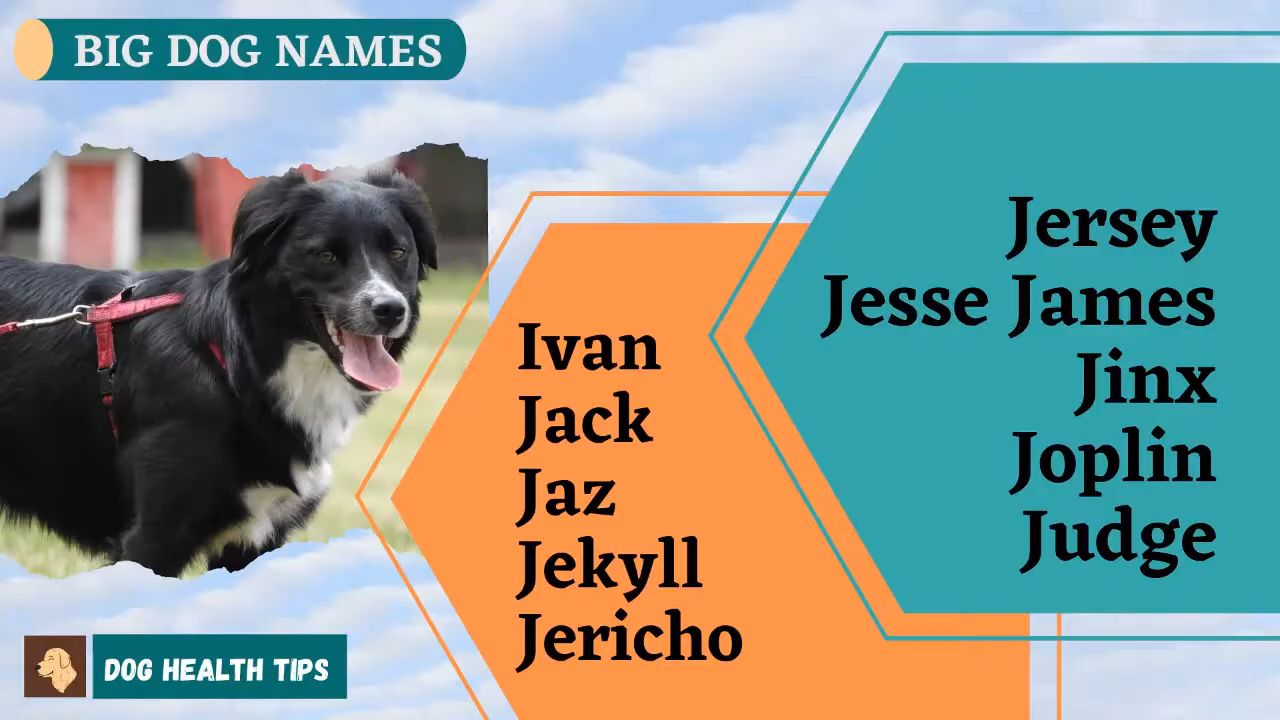 BIG DOG NAMES
Ivan
Jack
Jaz
Jekyll
Jericho
Jersey
Jesse James
Jinx
Joplin
Judge
DOG HEALTH TIPS